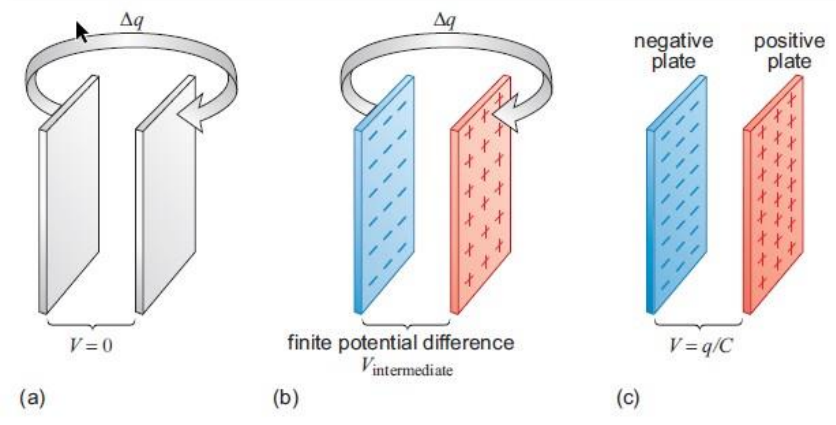 Δq
V = 0
(a)
Δq
finite potential difference
V_intermediate
(b)
negative
plate
positive
plate
V = q/C
(c)